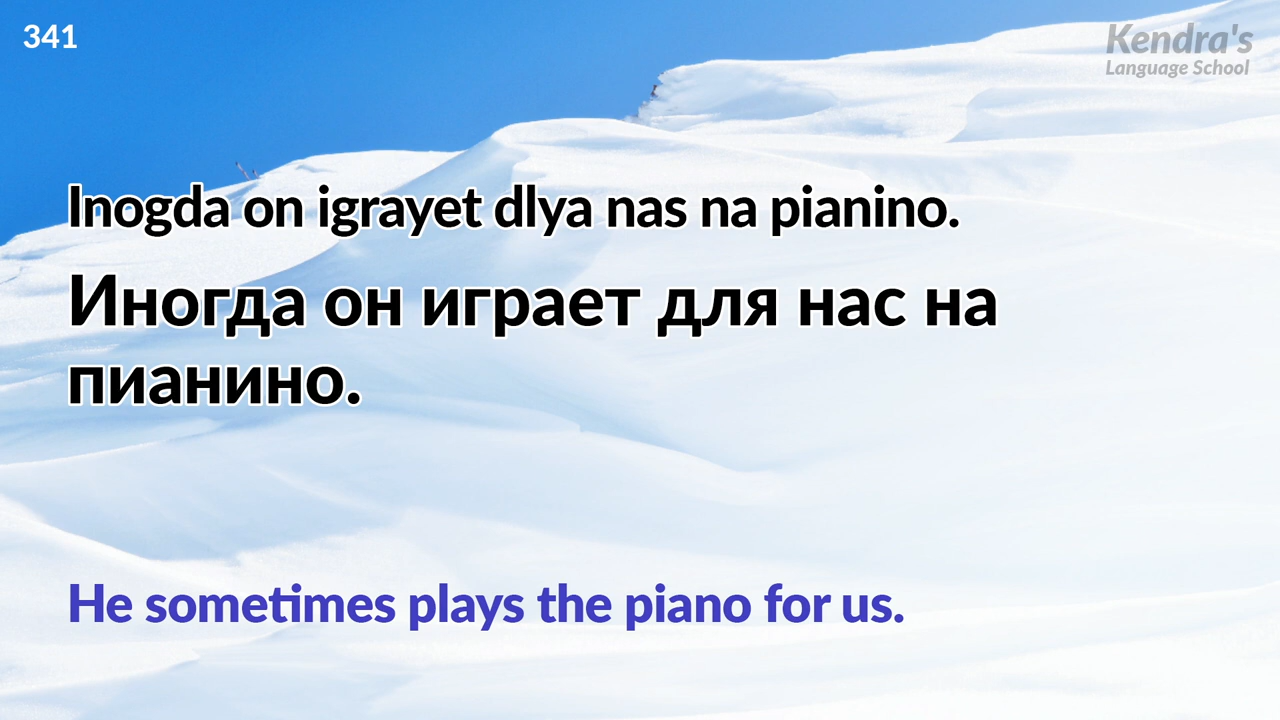 341
Kendra's
Language School
Inogda on igrayet dlya nas na pianino.
Иногда он играет для нас на
пианино.
He sometimes plays the piano for us.